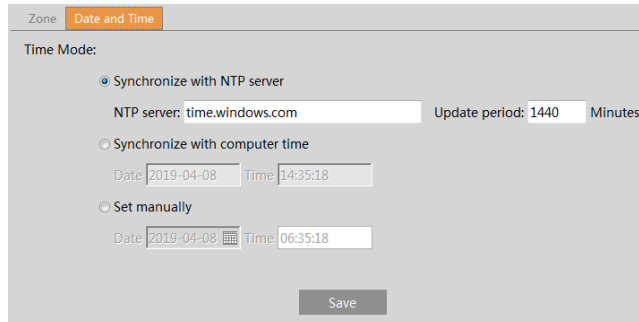 Zone Date and Time
Time Mode:
Synchronize with NTP server
NTP server: time.windows.com Update period: 1440 Minutes
Synchronize with computer time
Date 2019-04-08 Time 14:35:18
Set manually
Date 2019-04-08 Time 06:35:18
Save